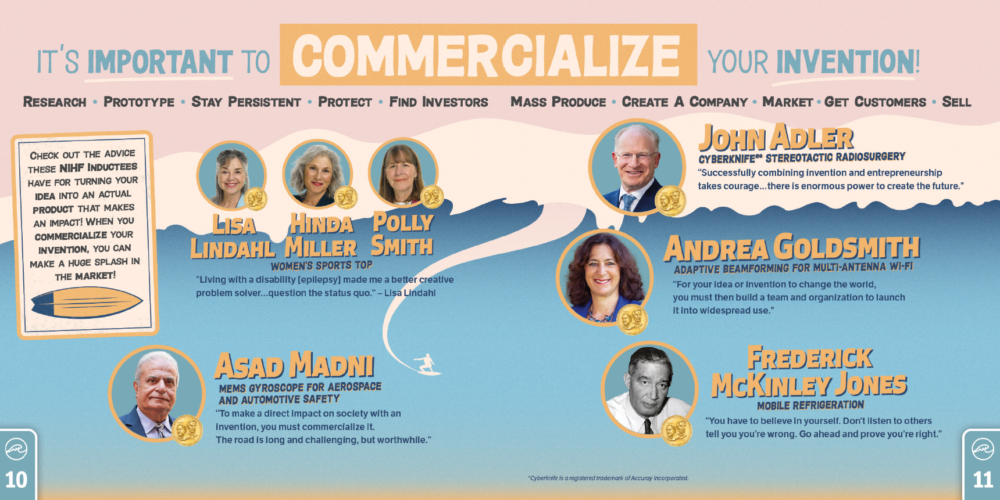 IT'S IMPORTANT TO COMMERCIALIZE YOUR INVENTION!
RESEARCH • PROTOTYPE • STAY PERSISTENT • PROTECT • FIND INVESTORS MASS PRODUCE • CREATE A COMPANY • MARKET • GET CUSTOMERS • SELL
CHECK OUT THE ADVICE
THESE NIHF INDUCTEES
HAVE FOR TURNING YOUR
IDEA INTO AN ACTUAL
PRODUCT THAT MAKES
AN IMPACT! WHEN YOU
COMMERCIALIZE YOUR
INVENTION, YOU CAN
MAKE A HUGE SPLASH IN
THE MARKET!
LISA
LINDAHL
HINDA
MILLER
POLLY
SMITH
WOMEN'S SPORTS TOP
"Living with a disability [epilepsy] made me a better creative
problem solver...question the status quo." – Lisa Lindahl
ASAD MADNI
MEMS GYROSCOPE FOR AEROSPACE
AND AUTOMOTIVE SAFETY
"To make a direct impact on society with an
invention, you must commercialize it.
The road is long and challenging, but worthwhile."
10
JOHN ADLER
CYBERKNIFE®* STEREOTACTIC RADIOSURGERY
"Successfully combining invention and entrepreneurship
takes courage...there is enormous power to create the future."
ANDREA GOLDSMITH
ADAPTIVE BEAMFORMING FOR MULTI-ANTENNA WI-FI
"For your idea or invention to change the world,
you must then build a team and organization to launch
it into widespread use."
FREDERICK
MCKINLEY JONES
MOBILE REFRIGERATION
"You have to believe in yourself. Don't listen to others
tell you you're wrong. Go ahead and prove you're right."
*Cyberknife is a registered trademark of Accuray Incorporated.
11